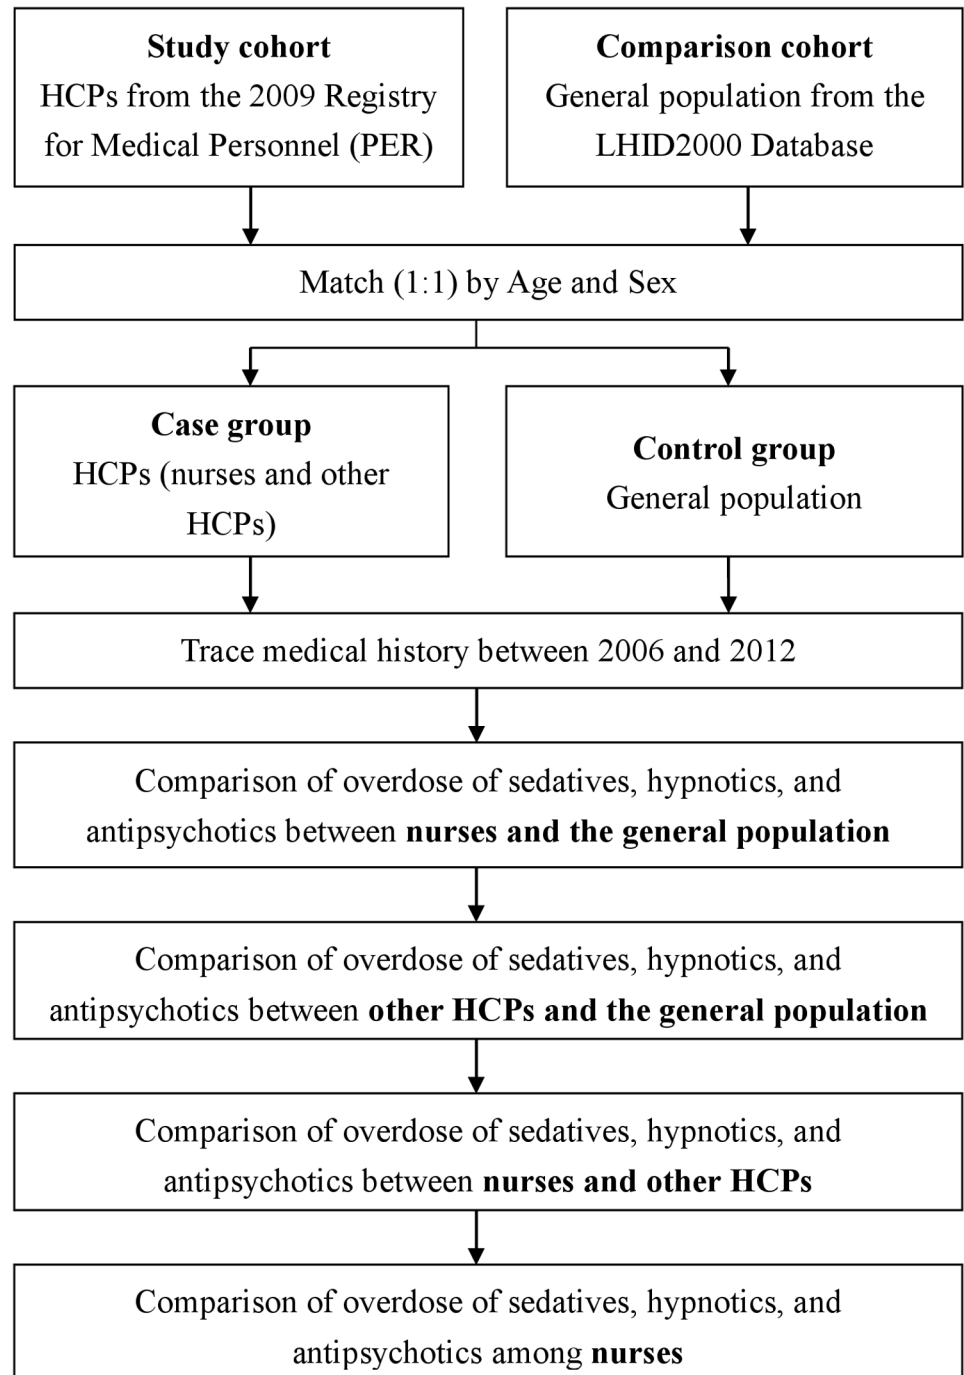 Study cohort
HCPs from the 2009 Registry
for Medical Personnel (PER)
Comparison cohort
General population from the
LHID2000 Database
Match (1:1) by Age and Sex
Case group
HCPs (nurses and other
HCPs)
Control group
General population
Trace medical history between 2006 and 2012
Comparison of overdose of sedatives, hypnotics, and
antipsychotics between nurses and the general population
Comparison of overdose of sedatives, hypnotics, and
antipsychotics between other HCPs and the general population
Comparison of overdose of sedatives, hypnotics, and
antipsychotics between nurses and other HCPs
Comparison of overdose of sedatives, hypnotics, and
antipsychotics among nurses